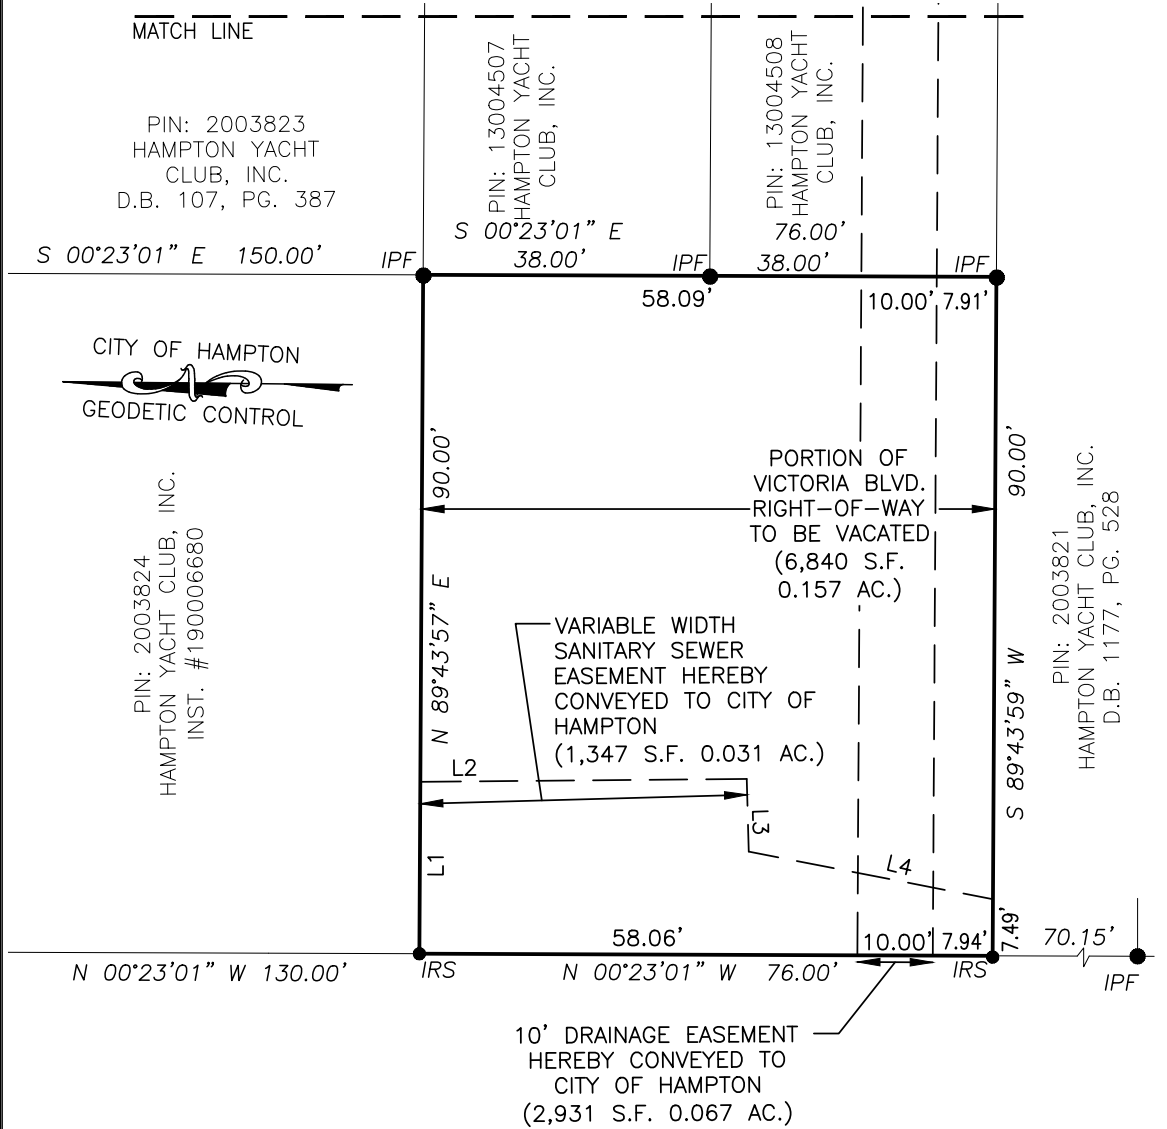 MATCH LINE
PIN: 2003823
HAMPTON YACHT
CLUB, INC.
D.B. 107, PG. 387
PIN: 13004507
HAMPTON YACHT
CLUB, INC.
PIN: 13004508
HAMPTON YACHT
CLUB, INC.
S 00°23'01" E 150.00'
IPF
S 00°23'01" E
38.00'
IPF
76.00'
38.00'
IPF
58.09'
10.00'
7.91'
CITY OF HAMPTON
N
GEODETIC CONTROL
PIN: 2003824
HAMPTON YACHT CLUB, INC.
INST. #190006680
N 89°43'57" E
90.00'
PORTION OF
VICTORIA BLVD.
RIGHT-OF-WAY
TO BE VACATED
(6,840 S.F.
0.157 AC.)
S 89°43'59" W
90.00'
PIN: 2003821
HAMPTON YACHT CLUB, INC.
D.B. 1177, PG. 528
VARIABLE WIDTH
SANITARY SEWER
EASEMENT HEREBY
CONVEYED TO CITY OF
HAMPTON
(1,347 S.F. 0.031 AC.)
L2
L3
L1
L4
7.49'
58.06'
10.00'
7.94'
70.15'
N 00°23'01" W 130.00'
IRS
N 00°23'01" W 76.00'
IRS
IPF
10' DRAINAGE EASEMENT
HEREBY CONVEYED TO
CITY OF HAMPTON
(2,931 S.F. 0.067 AC.)